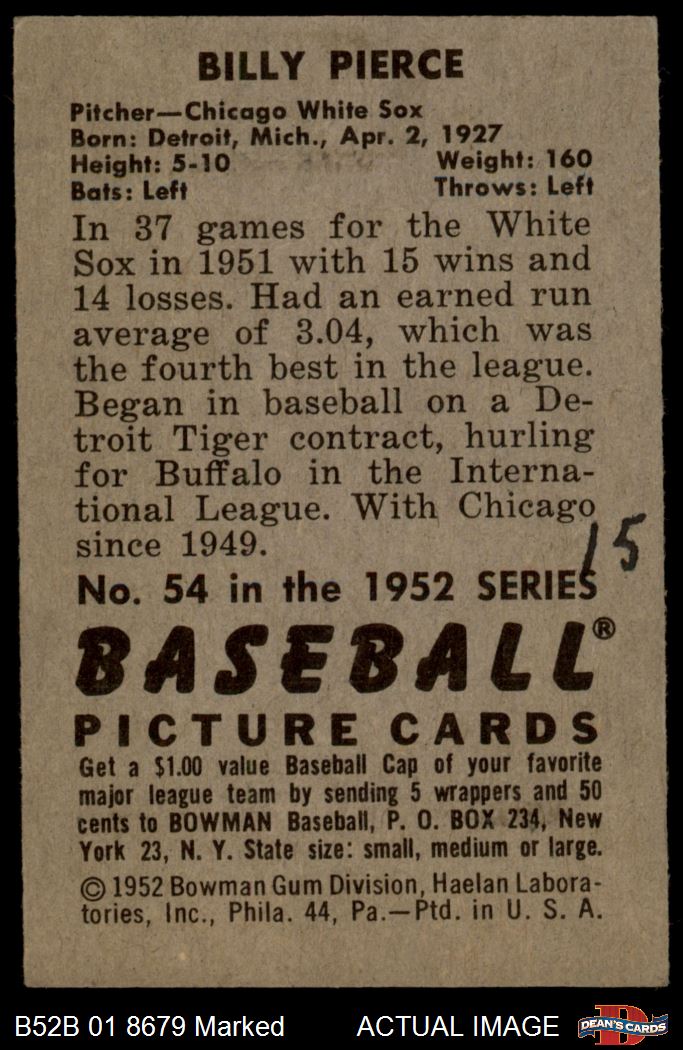 BILLY PIERCE
Pitcher—Chicago White Sox
Born: Detroit, Mich., Apr. 2, 1927
Height: 5-10 Weight: 160
Bats: Left Throws: Left
In 37 games for the White
Sox in 1951 with 15 wins and
14 losses. Had an earned run
average of 3.04, which was
the fourth best in the league.
Began in baseball on a De-
troit Tiger contract, hurling
for Buffalo in the Interna-
tional League. With Chicago
since 1949.
15
No. 54 in the 1952 SERIES
BASEBALL®
PICTURE CARDS
Get a $1.00 value Baseball Cap of your favorite
major league team by sending 5 wrappers and 50
cents to BOWMAN Baseball, P. O. BOX 234, New
York 23, N. Y. State size: small, medium or large.
© 1952 Bowman Gum Division, Haelan Labora-
tories, Inc., Phila. 44, Pa.—Ptd. in U. S. A.
B52B 01 8679 Marked ACTUAL IMAGE
D
DEAN'S CARDS